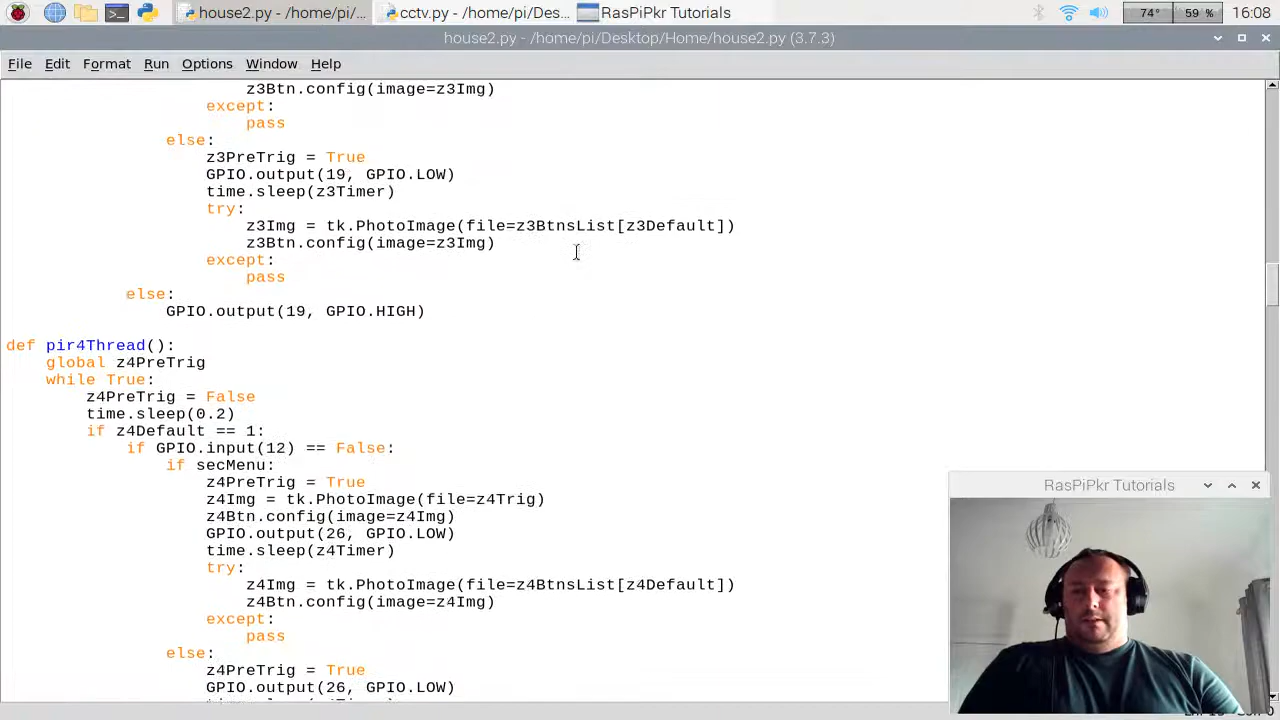 house2.py - /home/pi/...
cctv.py - /home/pi/Des...
RasPiPkr Tutorials
74°
59 %
16:08
house2.py - /home/pi/Desktop/Home/house2.py (3.7.3)
File Edit Format Run Options Window Help
z3Btn.config(image=z3Img)
except:
pass
else:
z3PreTrig = True
GPIO.output(19, GPIO.LOW)
time.sleep(z3Timer)
try:
z3Img = tk.PhotoImage(file=z3BtnsList[z3Default])
z3Btn.config(image=z3Img)
except:
pass
else:
GPIO.output(19, GPIO.HIGH)
def pir4Thread():
global z4PreTrig
while True:
z4PreTrig = False
time.sleep(0.2)
if z4Default == 1:
if GPIO.input(12) == False:
if secMenu:
z4PreTrig = True
z4Img = tk.PhotoImage(file=z4Trig)
z4Btn.config(image=z4Img)
GPIO.output(26, GPIO.LOW)
time.sleep(z4Timer)
try:
z4Img = tk.PhotoImage(file=z4BtnsList[z4Default])
z4Btn.config(image=z4Img)
except:
pass
else:
z4PreTrig = True
GPIO.output(26, GPIO.LOW)
RasPiPkr Tutorials